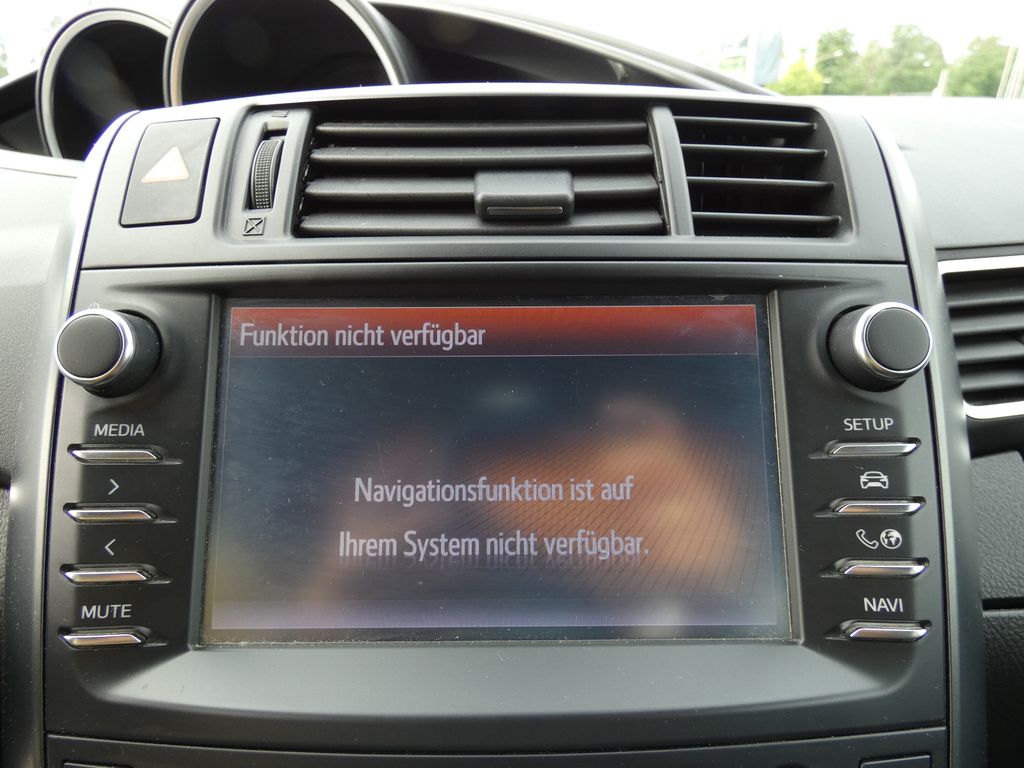 Funktion nicht verfügbar
MEDIA
SETUP
>
Navigationsfunktion ist auf
<
Ihrem System nicht verfügbar.
MUTE
NAVI